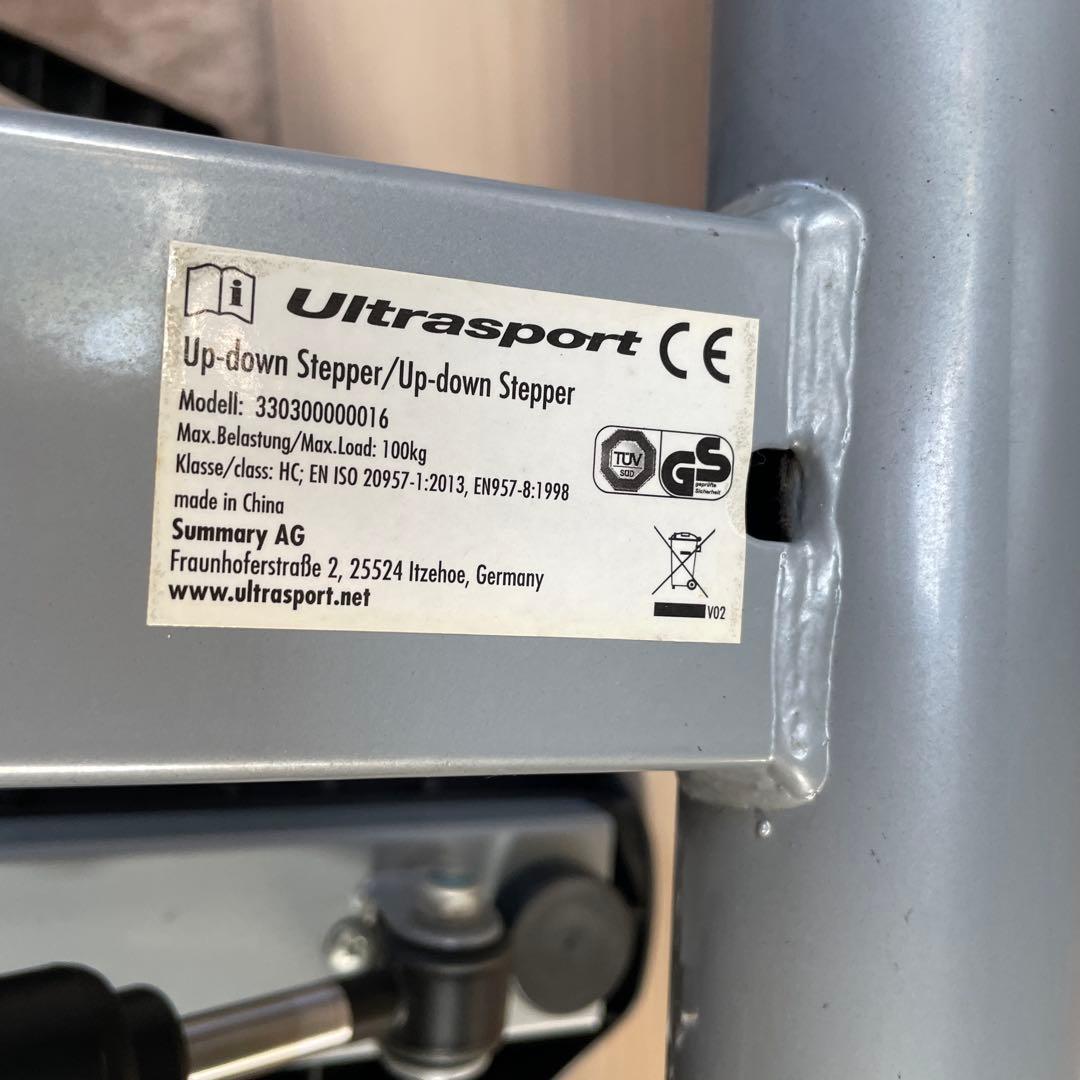 i Ultrasport CE
Up-down Stepper/Up-down Stepper
Modell: 330300000016
Max.Belastung/Max.Load: 100kg
Klasse/class: HC; EN ISO 20957-1:2013, EN957-8:1998
made in China
Summary AG
Fraunhoferstraße 2, 25524 Itzehoe, Germany
www.ultrasport.net
TÜV
SÜD
GS
geprüfte
Sicherheit
V02